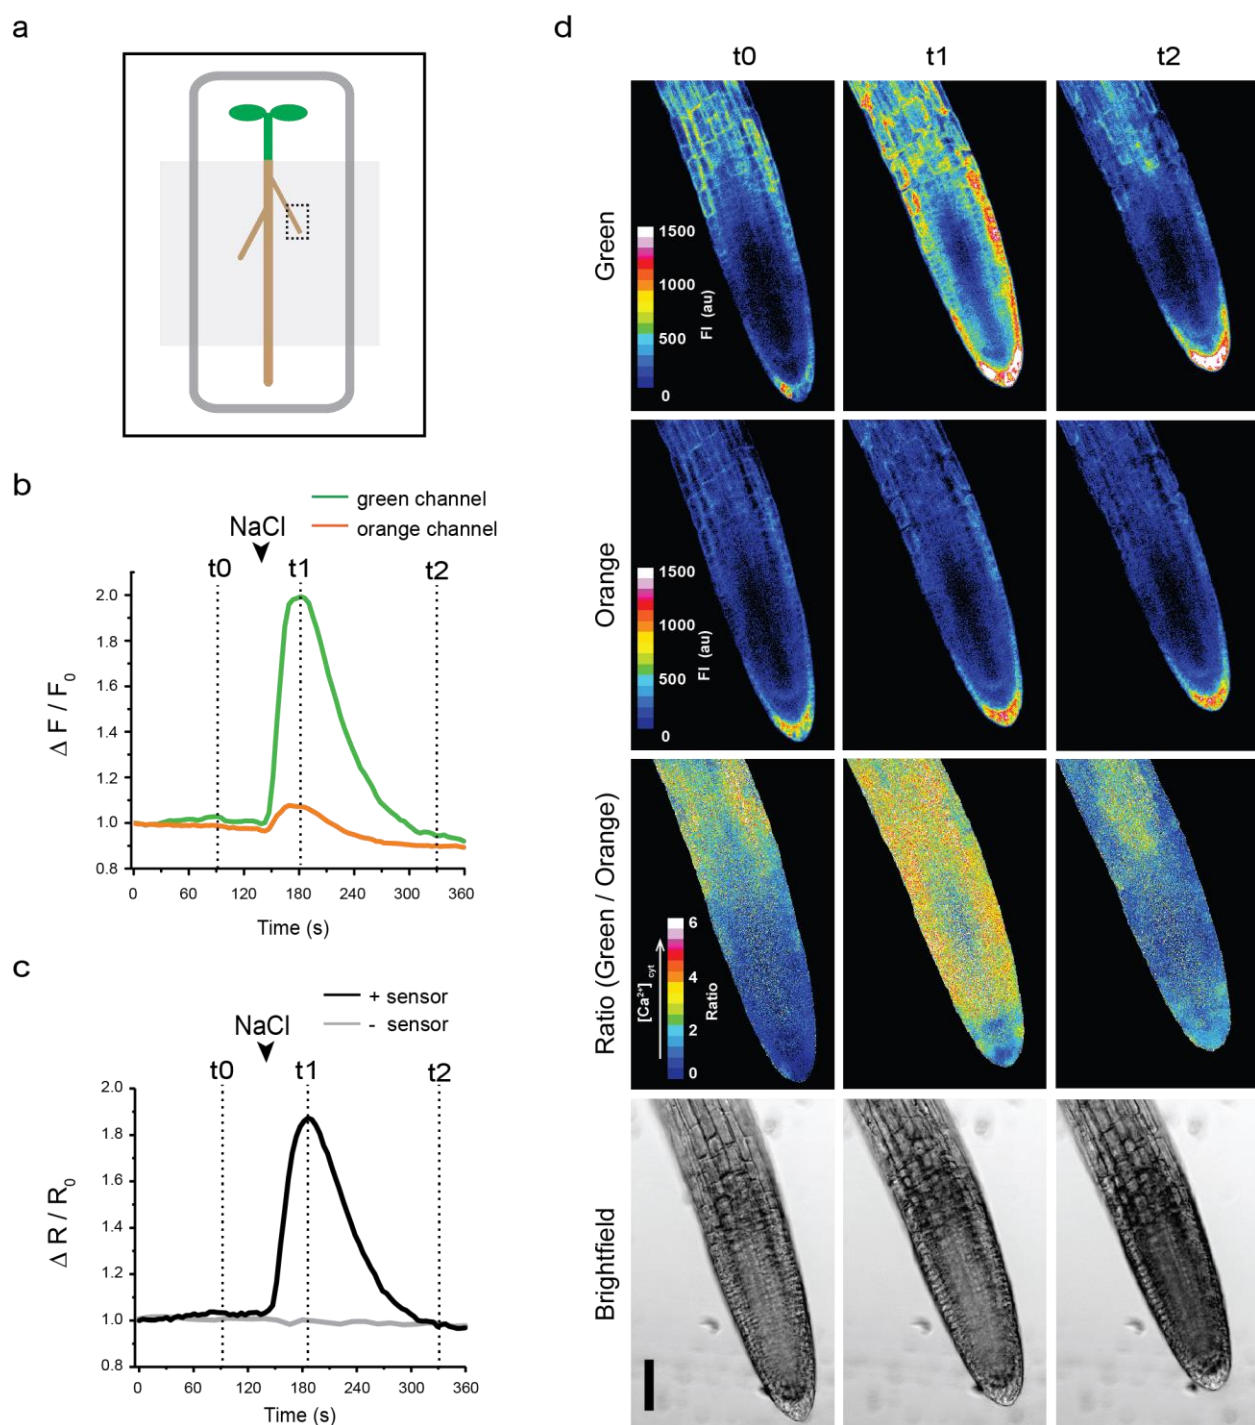 a
b
green channel
orange channel
NaCl
t0
t1
t2
Δ F / F0
2.0
1.8
1.6
1.4
1.2
1.0
0.8
0
60
120
180
240
300
360
Time (s)
c
+ sensor
- sensor
NaCl
t0
t1
t2
Δ R / R0
2.0
1.8
1.6
1.4
1.2
1.0
0.8
0
60
120
180
240
300
360
Time (s)
d
t0
t1
t2
Green
1500
1000
500
0
FI (au)
Orange
1500
1000
500
0
FI (au)
Ratio (Green / Orange)
[Ca2+] cyt
6
4
2
0
Ratio
Brightfield